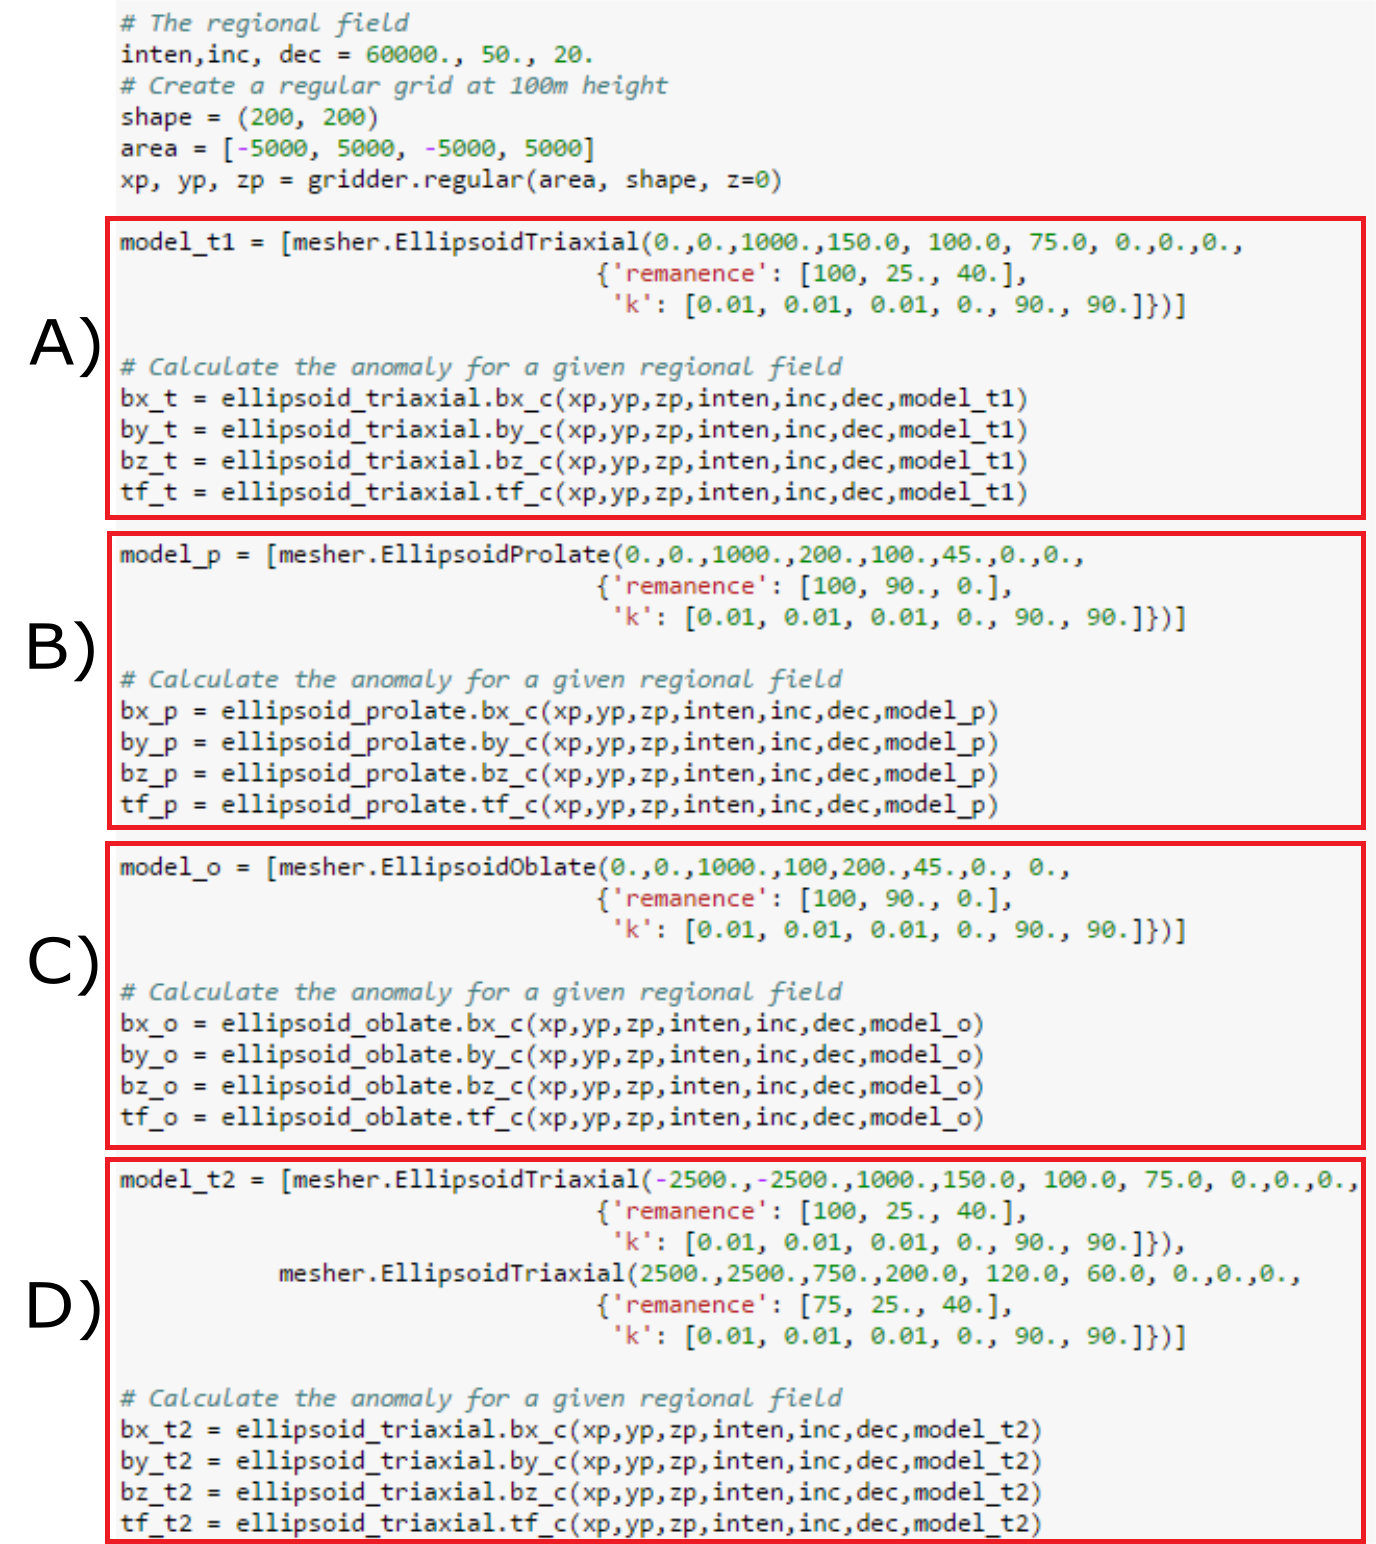 # The regional field
inten,inc, dec = 60000., 50., 20.
# Create a regular grid at 100m height
shape = (200, 200)
area = [-5000, 5000, -5000, 5000]
xp, yp, zp = gridder.regular(area, shape, z=0)
A)
model_t1 = [mesher.EllipsoidTriaxial(0.,0.,1000.,150.0, 100.0, 75.0, 0.,0.,0.,
{'remanence': [100, 25., 40.],
'k': [0.01, 0.01, 0.01, 0., 90., 90.]})]
# Calculate the anomaly for a given regional field
bx_t = ellipsoid_triaxial.bx_c(xp,yp,zp,inten,inc,dec,model_t1)
by_t = ellipsoid_triaxial.by_c(xp,yp,zp,inten,inc,dec,model_t1)
bz_t = ellipsoid_triaxial.bz_c(xp,yp,zp,inten,inc,dec,model_t1)
tf_t = ellipsoid_triaxial.tf_c(xp,yp,zp,inten,inc,dec,model_t1)
B)
model_p = [mesher.EllipsoidProlate(0.,0.,1000.,200.,100.,45.,0.,0.,
{'remanence': [100, 90., 0.],
'k': [0.01, 0.01, 0.01, 0., 90., 90.]})]
# Calculate the anomaly for a given regional field
bx_p = ellipsoid_prolate.bx_c(xp,yp,zp,inten,inc,dec,model_p)
by_p = ellipsoid_prolate.by_c(xp,yp,zp,inten,inc,dec,model_p)
bz_p = ellipsoid_prolate.bz_c(xp,yp,zp,inten,inc,dec,model_p)
tf_p = ellipsoid_prolate.tf_c(xp,yp,zp,inten,inc,dec,model_p)
C)
model_o = [mesher.EllipsoidOblate(0.,0.,1000.,100,200.,45.,0., 0.,
{'remanence': [100, 90., 0.],
'k': [0.01, 0.01, 0.01, 0., 90., 90.]})]
# Calculate the anomaly for a given regional field
bx_o = ellipsoid_oblate.bx_c(xp,yp,zp,inten,inc,dec,model_o)
by_o = ellipsoid_oblate.by_c(xp,yp,zp,inten,inc,dec,model_o)
bz_o = ellipsoid_oblate.bz_c(xp,yp,zp,inten,inc,dec,model_o)
tf_o = ellipsoid_oblate.tf_c(xp,yp,zp,inten,inc,dec,model_o)
D)
model_t2 = [mesher.EllipsoidTriaxial(-2500.,-2500.,1000.,150.0, 100.0, 75.0, 0.,0.,0.,
{'remanence': [100, 25., 40.],
'k': [0.01, 0.01, 0.01, 0., 90., 90.]}),
mesher.EllipsoidTriaxial(2500.,2500.,750.,200.0, 120.0, 60.0, 0.,0.,0.,
{'remanence': [75, 25., 40.],
'k': [0.01, 0.01, 0.01, 0., 90., 90.]})]
# Calculate the anomaly for a given regional field
bx_t2 = ellipsoid_triaxial.bx_c(xp,yp,zp,inten,inc,dec,model_t2)
by_t2 = ellipsoid_triaxial.by_c(xp,yp,zp,inten,inc,dec,model_t2)
bz_t2 = ellipsoid_triaxial.bz_c(xp,yp,zp,inten,inc,dec,model_t2)
tf_t2 = ellipsoid_triaxial.tf_c(xp,yp,zp,inten,inc,dec,model_t2)